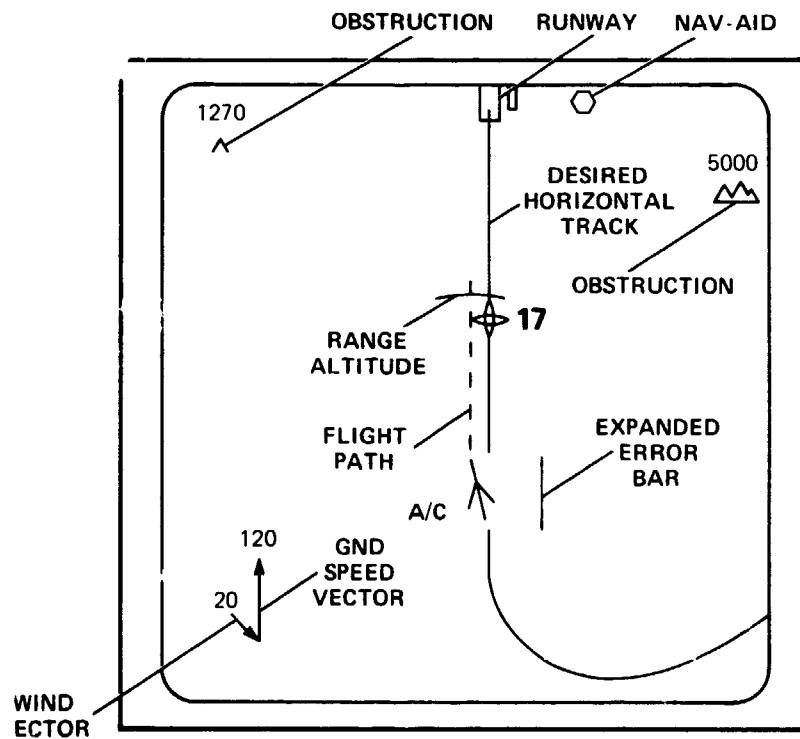 OBSTRUCTION
RUNWAY
NAV-AID
1270
5000
DESIRED
HORIZONTAL
TRACK
OBSTRUCTION
17
RANGE
ALTITUDE
FLIGHT
PATH
EXPANDED
ERROR
BAR
A/C
120
GND
SPEED
VECTOR
20
WIND
ECTOR